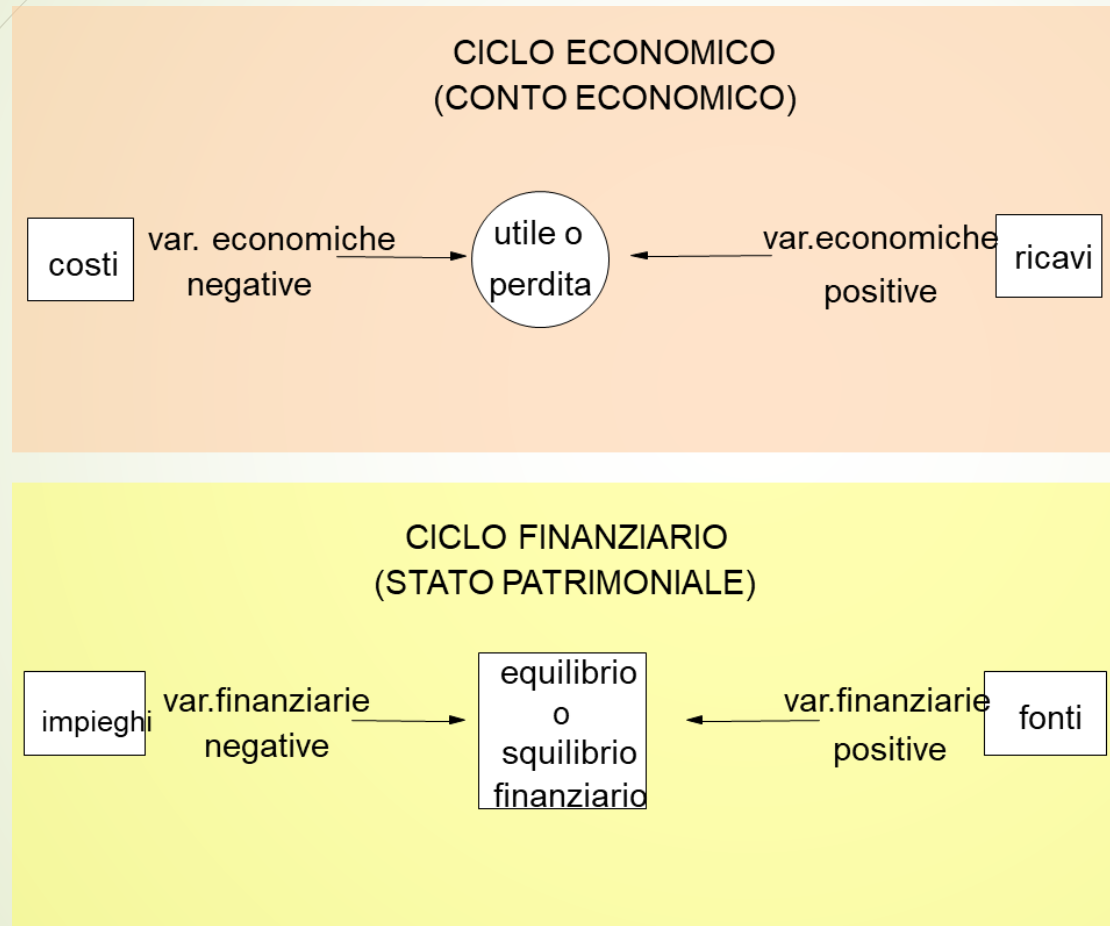 CICLO ECONOMICO
(CONTO ECONOMICO)
costi
var. economiche
negative
utile o
perdita
var.economiche
positive
ricavi
CICLO FINANZIARIO
(STATO PATRIMONIALE)
impieghi
var.finanziarie
negative
equilibrio
o
squilibrio
finanziario
var.finanziarie
positive
fonti